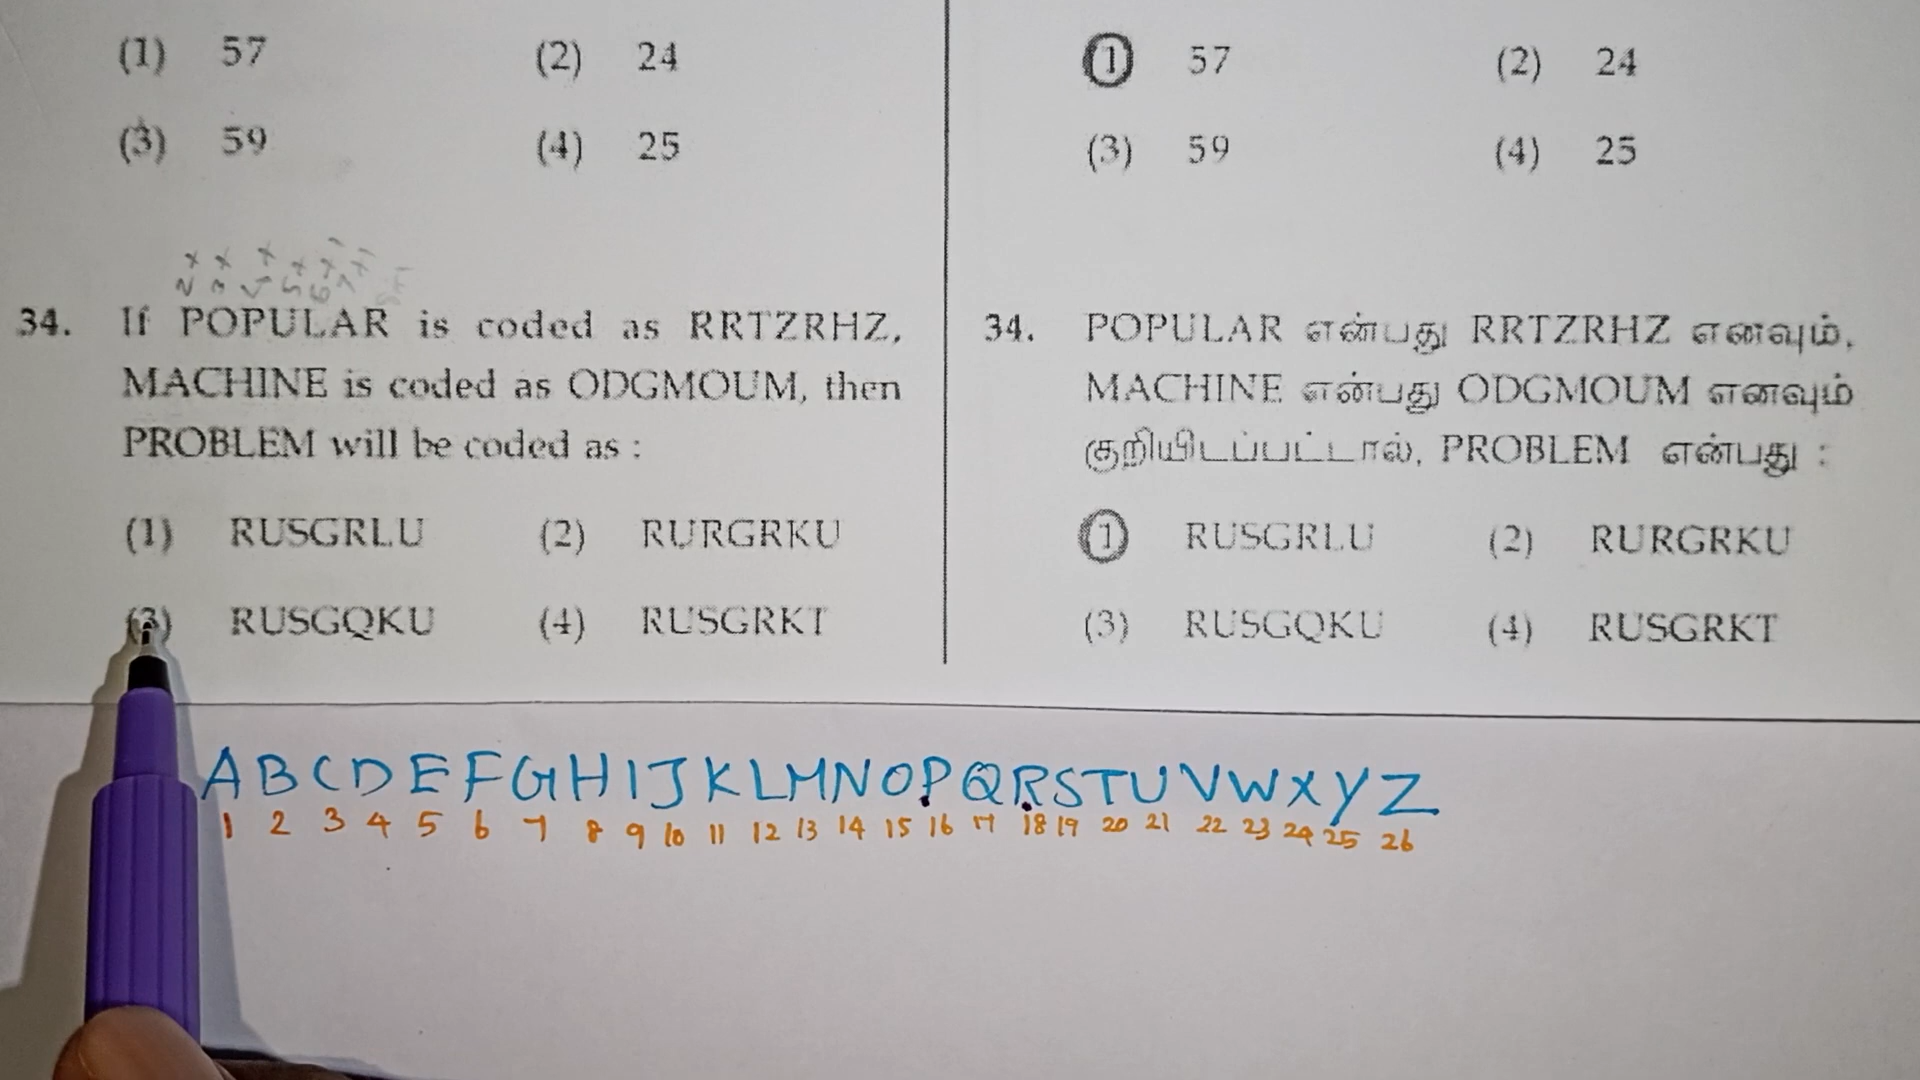 (1) 57 (2) 24
(3) 59 (4) 25
34. If POPULAR is coded as RRTZRHZ,
MACHINE is coded as ODGMOUM, then
PROBLEM will be coded as :
(1) RUSGRLU (2) RURGRKU
(3) RUSGQKU (4) RUSGRKT
(1) 57 (2) 24
(3) 59 (4) 25
34. POPULAR என்பது RRTZRHZ எனவும்,
MACHINE என்பது ODGMOUM எனவும்
குறியிடப்பட்டால், PROBLEM என்பது :
(1) RUSGRLU (2) RURGRKU
(3) RUSGQKU (4) RUSGRKT
A B C D E F G H I J K L M N O P Q R S T U V W X Y Z
1 2 3 4 5 6 7 8 9 10 11 12 13 14 15 16 17 18 19 20 21 22 23 24 25 26